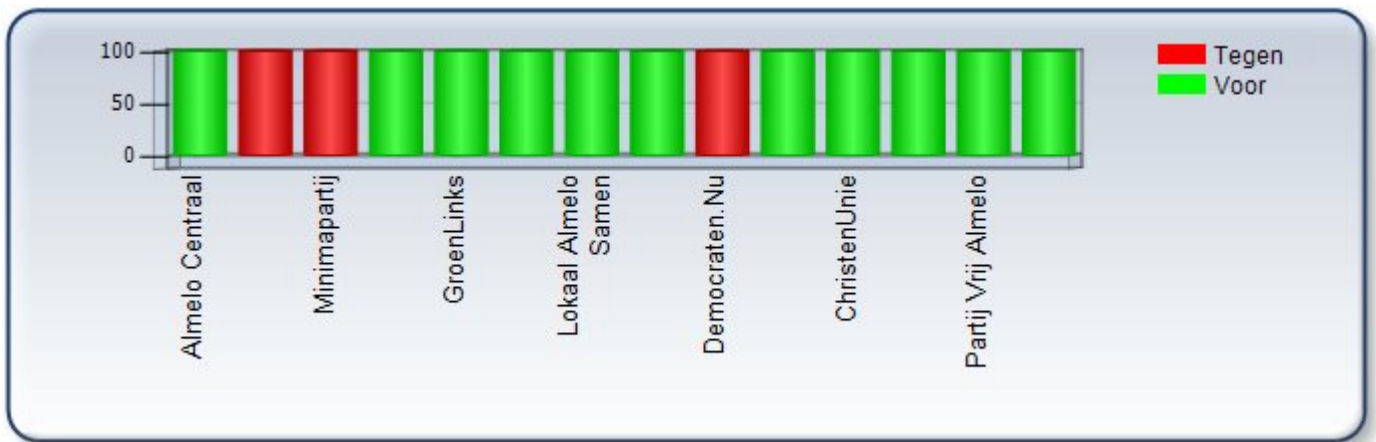 100
50
0
Tegen
Voor
Almelo Centraal
Minimapartij
GroenLinks
Lokaal Almelo
Samen
Democraten.Nu
ChristenUnie
Partij Vrij Almelo